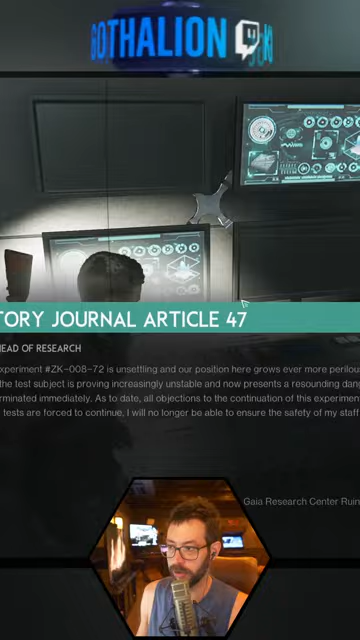 GOTHALION
TORY JOURNAL ARTICLE 47
HEAD OF RESEARCH
xperiment #ZK-008-72 is unsettling and our position here grows ever more perilou
the test subject is proving increasingly unstable and now presents a resounding dan
rminated immediately. As to date, all objections to the continuation of this experimen
tests are forced to continue, I will no longer be able to ensure the safety of my staff
Gaia Research Center Ruin